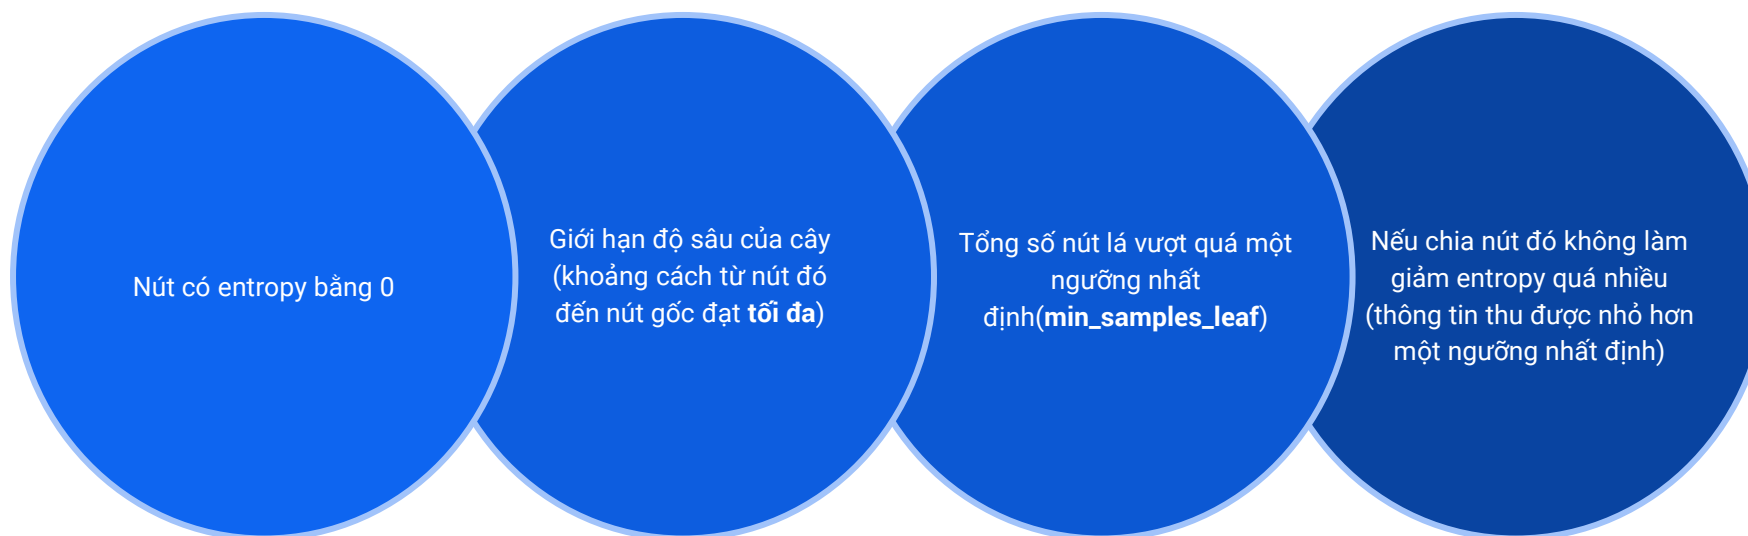 Nút có entropy bằng 0
Giới hạn độ sâu của cây
(khoảng cách từ nút đó
đến nút gốc đạt tối đa)
Tổng số nút lá vượt quá một
ngưỡng nhất
định(min_samples_leaf)
Nếu chia nút đó không làm
giảm entropy quá nhiều
(thông tin thu được nhỏ hơn
một ngưỡng nhất định)